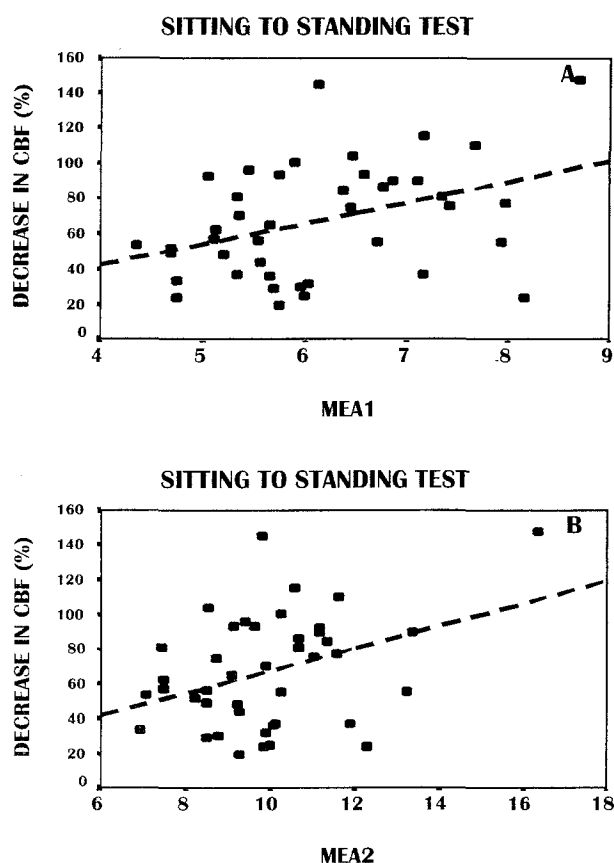 SITTING TO STANDING TEST
A
DECREASE IN CBF (%)
160
140
120
100
80
60
40
20
0
4 5 6 7 8 9
MEA1
SITTING TO STANDING TEST
B
DECREASE IN CBF (%)
160
140
120
100
80
60
40
20
0
6 8 10 12 14 16 18
MEA2